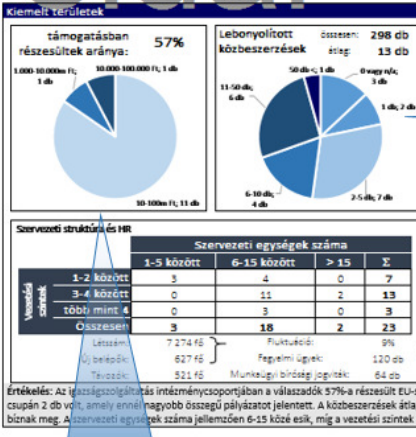 Kiemelt területek
támogatásban
részesültek aránya: 57%
1.000-10.000m Ft; 1 db
10.000-100.000 Ft; 1 db
10-100m Ft; 11 db
Lebonyolított összesen: 298 db
közbeszerzések átlag: 13 db
50 db <; 1 db
0 vagy n/a; 3 db
1 db; 2 db
2-5 db; 7 db
6-10 db; 4 db
11-50 db; 6 db
Szervezeti struktúra és HR
Szervezeti egységek száma
1-5 között 6-15 között > 15 Σ
Vezetési szintek
1-2 között 3 4 0 7
3-4 között 0 11 2 13
több mint 4 0 3 0 3
Összesen 3 18 2 23
Létszám: 7 274 fő Fluktuáció: 9%
Új belépők: 627 fő Fegyelmi ügyek: 120 db
Távozók: 521 fő Munkaügyi bírósági jogviták: 64 db
Értékelés: Az igazságszolgáltatás intézménycsoportjában a válaszadók 57%-a részesült EU-s
csupán 2 db volt, amely ennél nagyobb összegű pályázatot jelentett. A közbeszerzések átla
bíznak meg. A szervezeti egységek száma jellemzően 6-15 közé esik, míg a vezetési szintek